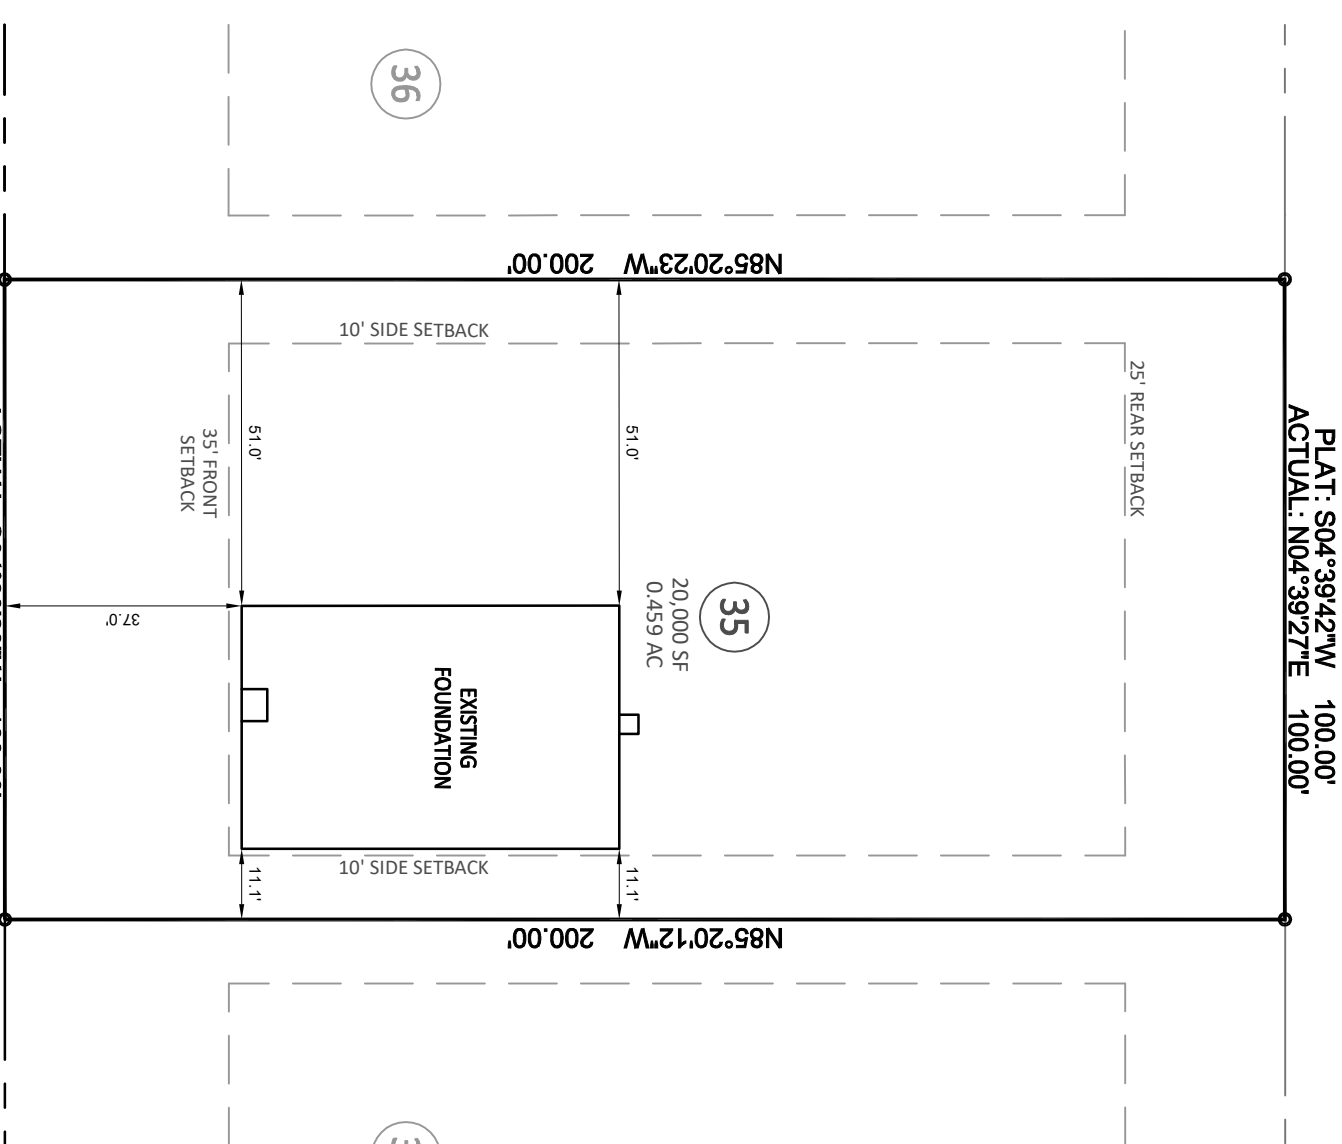 36
N85°20'23"W 200.00'
10' SIDE SETBACK
25' REAR SETBACK
PLAT: S04°39'42"W 100.00'
ACTUAL: N04°39'27"E 100.00'
35' FRONT
SETBACK
51.0'
51.0'
35
20,000 SF
0.459 AC
37.0'
EXISTING
FOUNDATION
10' SIDE SETBACK
11.1'
11.1'
N85°20'12"W 200.00'